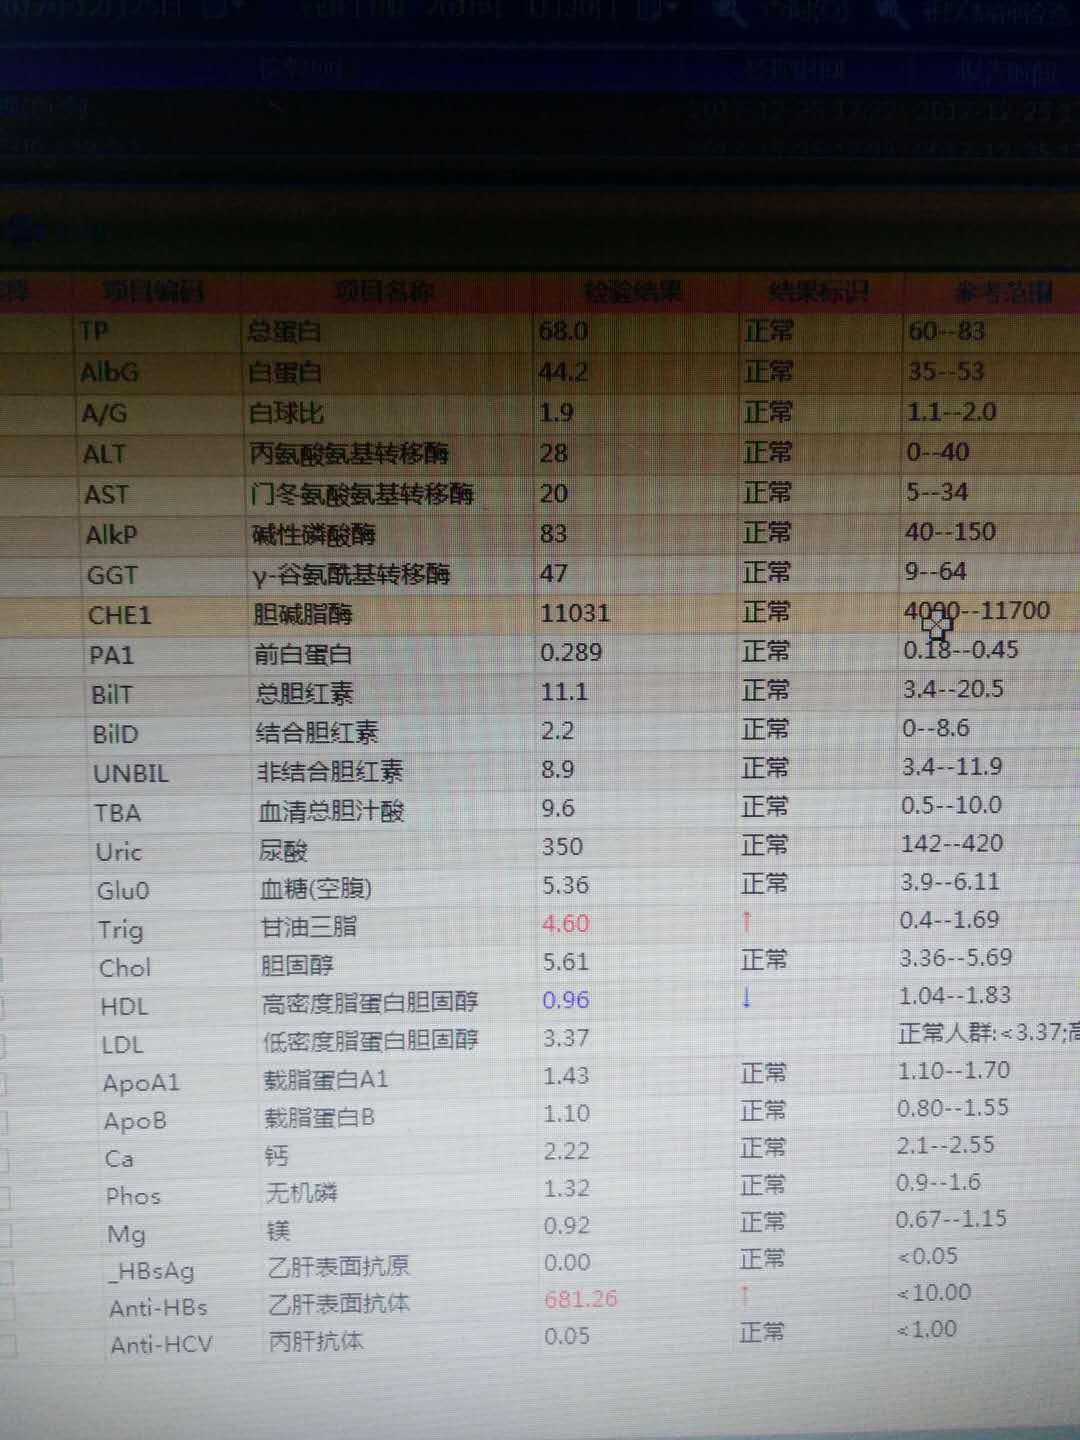 项目编码 项目名称 检验结果 结果标识 参考范围
TP 总蛋白 68.0 正常 60--83
AlbG 白蛋白 44.2 正常 35--53
A/G 白球比 1.9 正常 1.1--2.0
ALT 丙氨酸氨基转移酶 28 正常 0--40
AST 门冬氨酸氨基转移酶 20 正常 5--34
AlkP 碱性磷酸酶 83 正常 40--150
GGT γ-谷氨酰基转移酶 47 正常 9--64
CHE1 胆碱脂酶 11031 正常 4000--11700
PA1 前白蛋白 0.289 正常 0.18--0.45
BilT 总胆红素 11.1 正常 3.4--20.5
BilD 结合胆红素 2.2 正常 0--8.6
UNBIL 非结合胆红素 8.9 正常 3.4--11.9
TBA 血清总胆汁酸 9.6 正常 0.5--10.0
Uric 尿酸 350 正常 142--420
Glu0 血糖(空腹) 5.36 正常 3.9--6.11
Trig 甘油三脂 4.60 ↑ 0.4--1.69
Chol 胆固醇 5.61 正常 3.36--5.69
HDL 高密度脂蛋白胆固醇 0.96 ↓ 1.04--1.83
LDL 低密度脂蛋白胆固醇 3.37 正常人群:<3.37;高
ApoA1 载脂蛋白A1 1.43 正常 1.10--1.70
ApoB 载脂蛋白B 1.10 正常 0.80--1.55
Ca 钙 2.22 正常 2.1--2.55
Phos 无机磷 1.32 正常 0.9--1.6
Mg 镁 0.92 正常 0.67--1.15
_HBsAg 乙肝表面抗原 0.00 正常 <0.05
Anti-HBs 乙肝表面抗体 681.26 ↑ <10.00
Anti-HCV 丙肝抗体 0.05 正常 <1.00